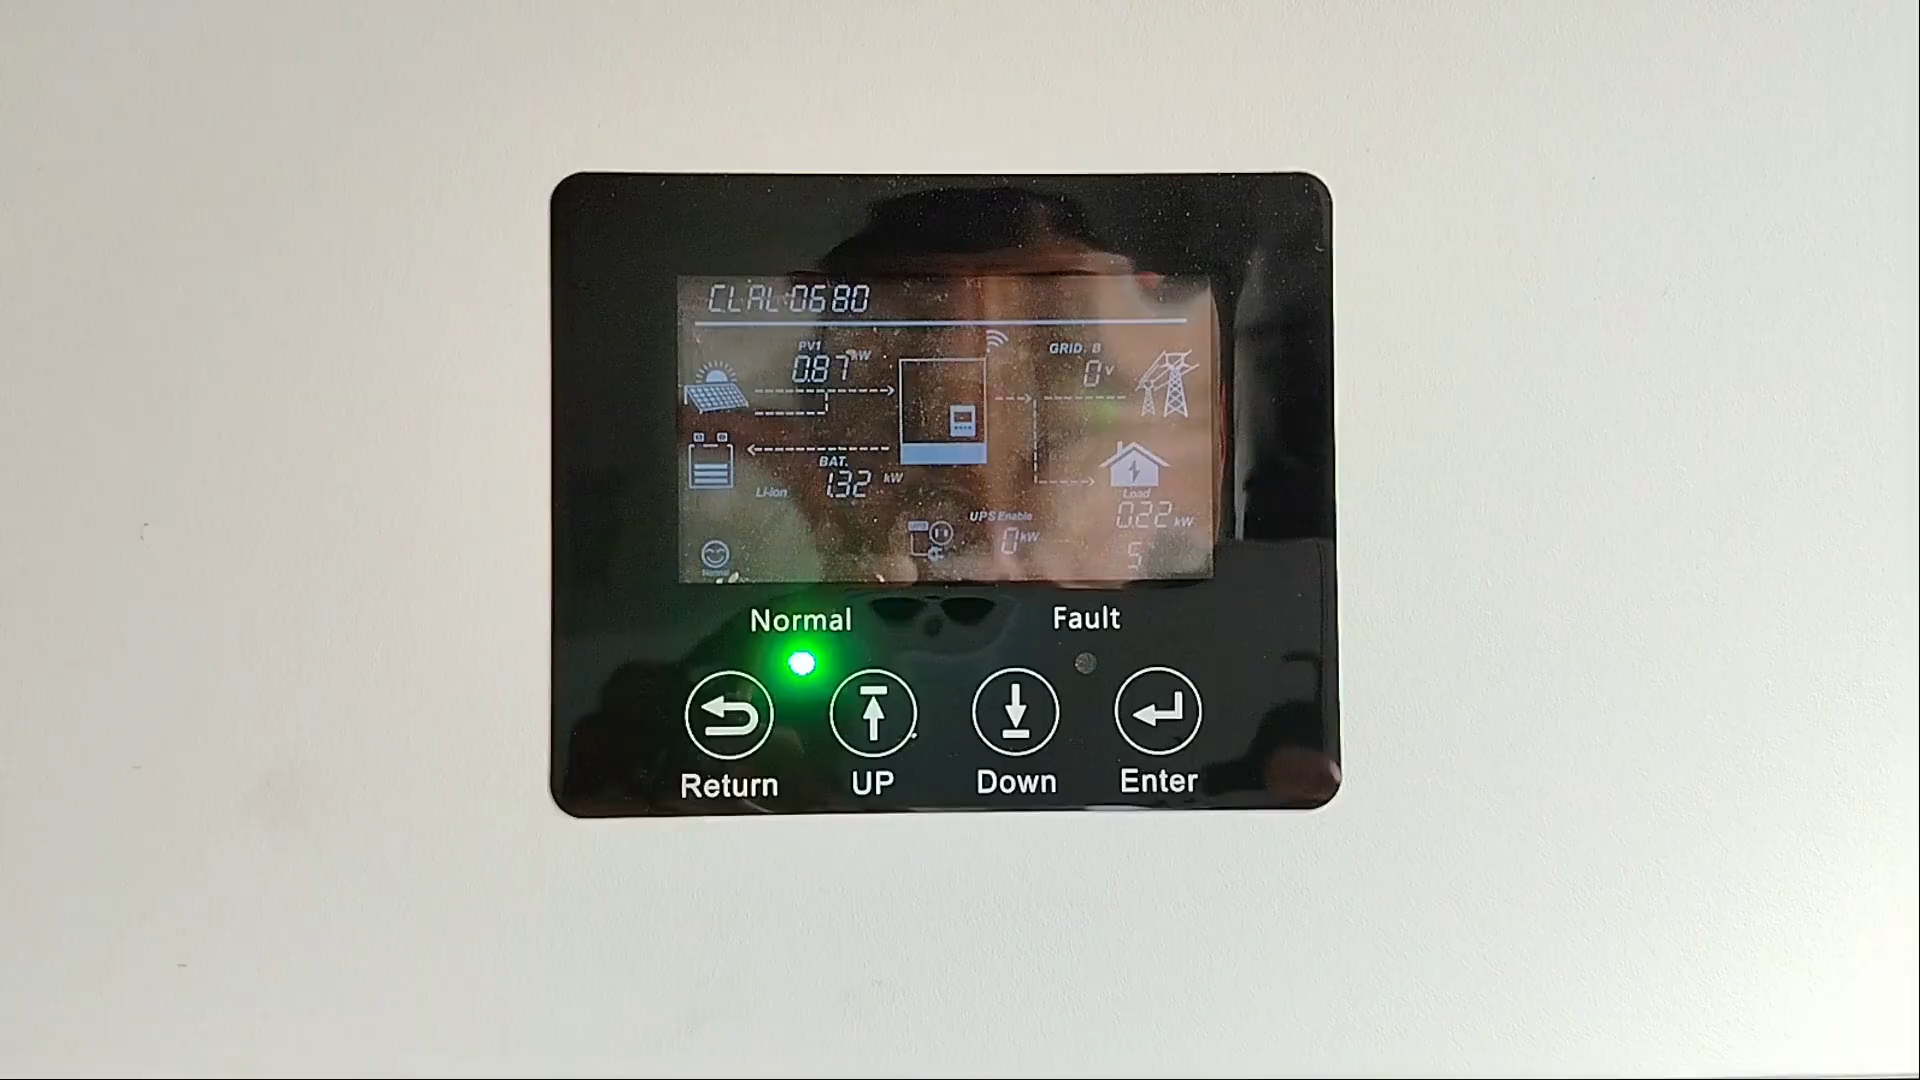 CLAL-0680
PV1
0.87 kW
GRID. B
0 V
BAT.
Li-ion 1.32 kW
Load
0.22 kW
UPS Enable
0 kW
5
Normal
Normal Fault
Return UP Down Enter